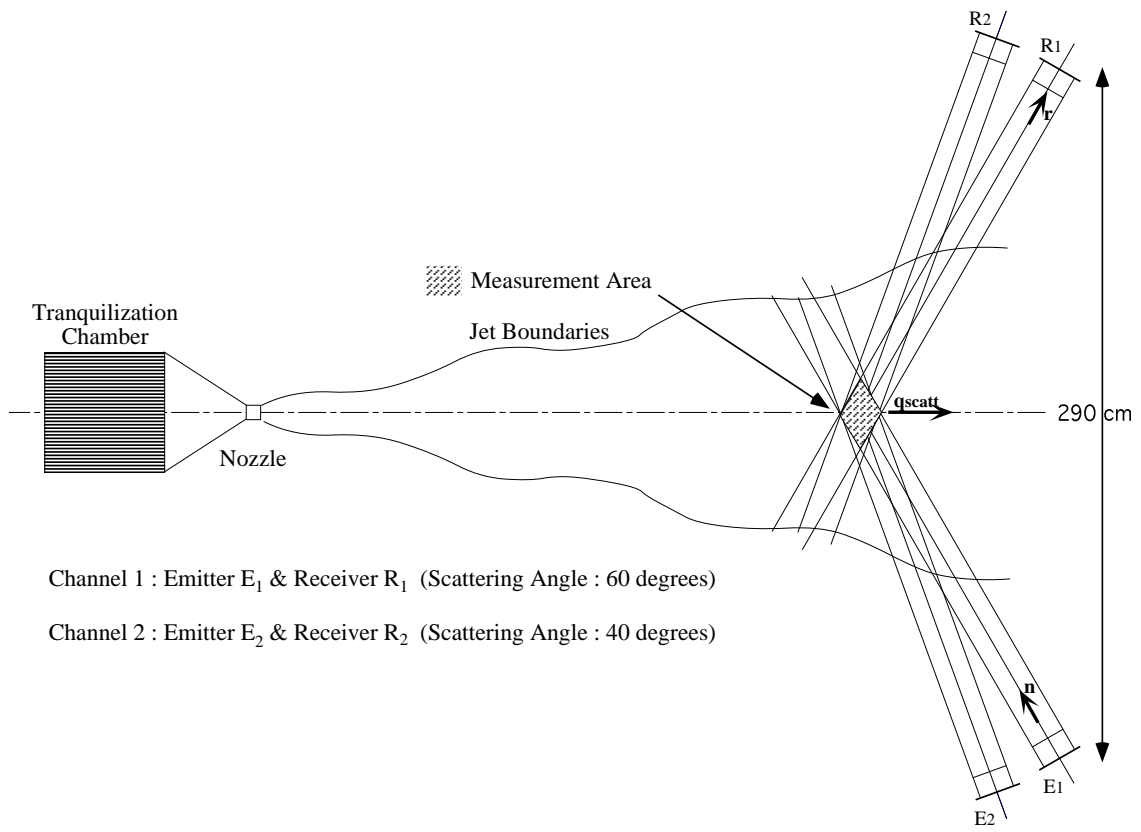 R2
R1
r
Measurement Area
Tranquilization
Chamber
Jet Boundaries
qscatt
290 cm
Nozzle
Channel 1 : Emitter E1 & Receiver R1 (Scattering Angle : 60 degrees)
Channel 2 : Emitter E2 & Receiver R2 (Scattering Angle : 40 degrees)
n
E1
E2